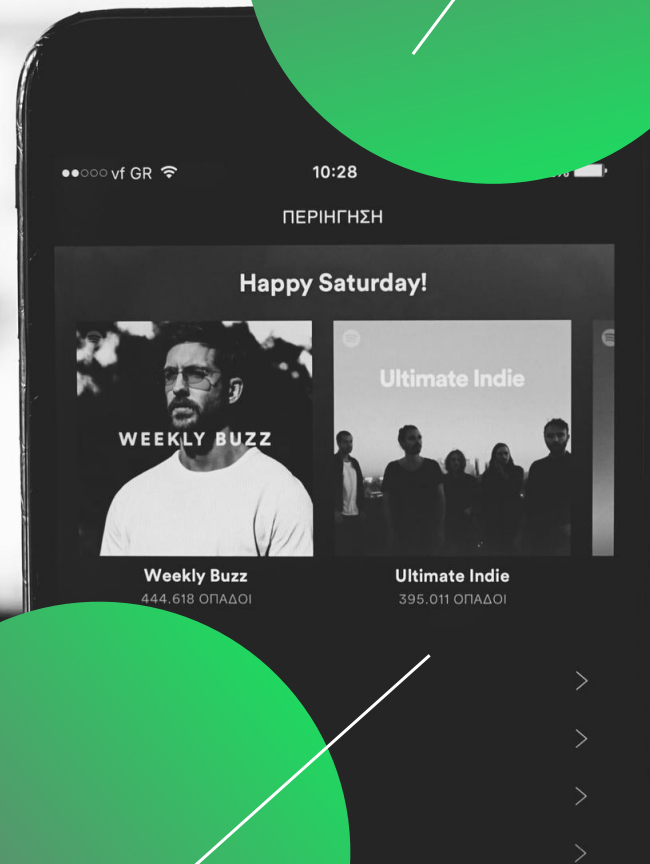 vf GR 10:28 %
ΠΕΡΙΗΓΗΣΗ
Happy Saturday!
WEEKLY BUZZ
Ultimate Indie
Weekly Buzz
444.618 ΟΠΑΔΟΙ
Ultimate Indie
395.011 ΟΠΑΔΟΙ